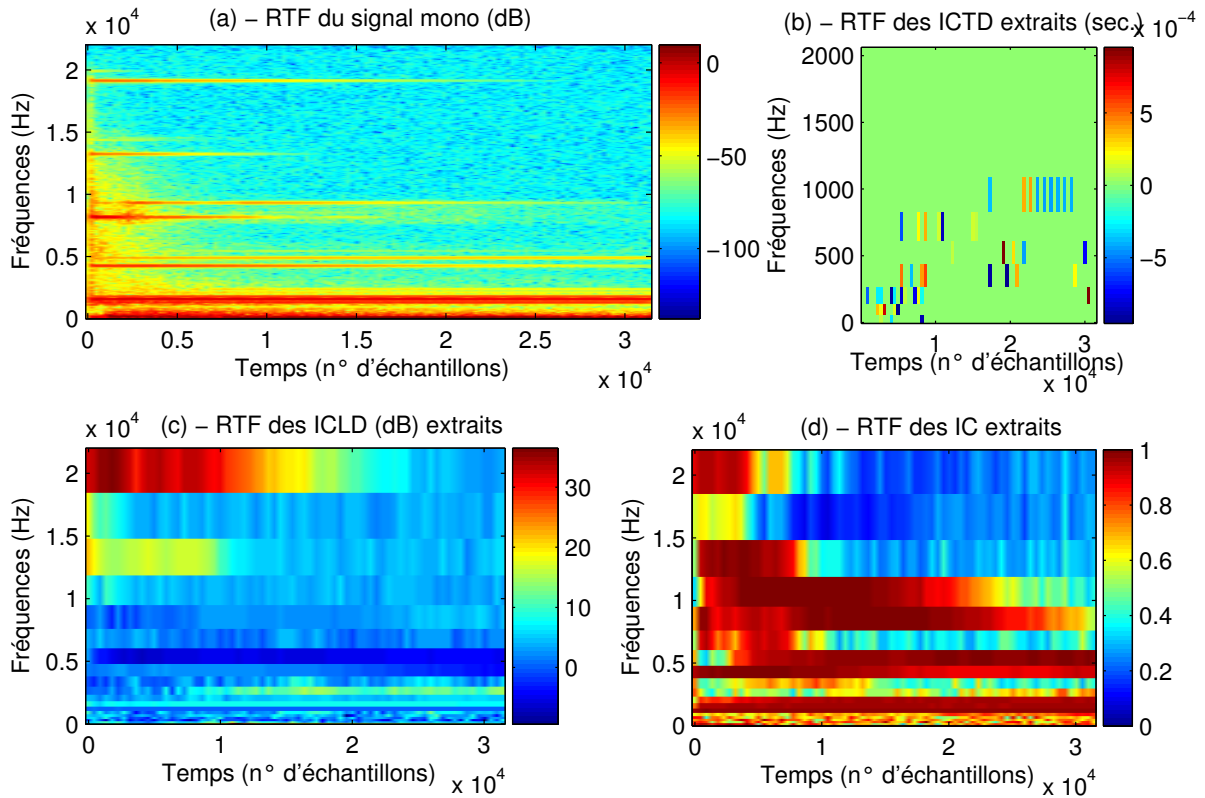 (a) – RTF du signal mono (dB)
x 10^4
2
1.5
1
0.5
0
Fréquences (Hz)
0 0.5 1 1.5 2 2.5 3
Temps (n° d'échantillons)
x 10^4
0
−50
−100
(b) – RTF des ICTD extraits (sec.)
x 10^−4
2000
1500
1000
500
0
Fréquences (Hz)
1 2 3
Temps (n° d'échantillons)
x 10^4
5
0
−5
(c) – RTF des ICLD (dB) extraits
x 10^4
2
1.5
1
0.5
0
Fréquences (Hz)
0 1 2 3
Temps (n° d'échantillons)
x 10^4
30
20
10
0
(d) – RTF des IC extraits
x 10^4
2
1.5
1
0.5
0
Fréquences (Hz)
0 1 2 3
Temps (n° d'échantillons)
x 10^4
1
0.8
0.6
0.4
0.2
0